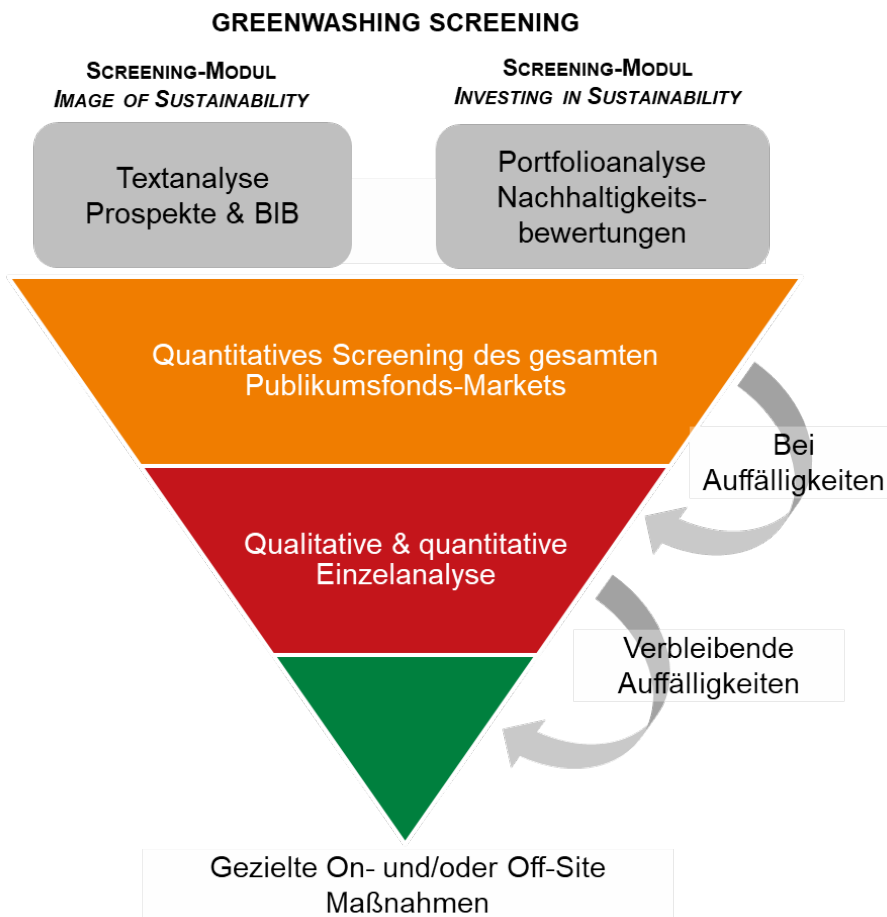 GREENWASHING SCREENING
SCREENING-MODUL
IMAGE OF SUSTAINABILITY
SCREENING-MODUL
INVESTING IN SUSTAINABILITY
Textanalyse
Prospekte & BIB
Portfolioanalyse
Nachhaltigkeits-
bewertungen
Quantitatives Screening des gesamten
Publikumsfonds-Markets
Bei
Auffälligkeiten
Qualitative & quantitative
Einzelanalyse
Verbleibende
Auffälligkeiten
Gezielte On- und/oder Off-Site
Maßnahmen